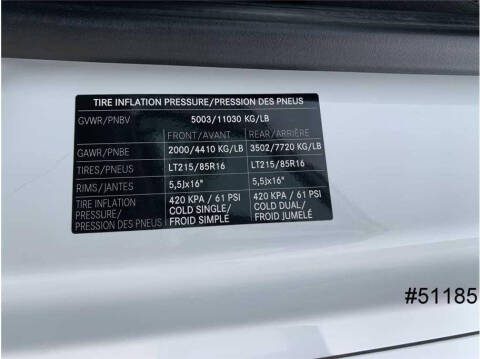 TIRE INFLATION PRESSURE/PRESSION DES PNEUS
GVWR/PNBV 5003/11030 KG/LB
FRONT/AVANT REAR/ARRIÈRE
GAWR/PNBE 2000/4410 KG/LB 3502/7720 KG/LB
TIRES/PNEUS LT215/85R16 LT215/85R16
RIMS/JANTES 5,5Jx16" 5,5Jx16"
TIRE INFLATION 420 KPA / 61 PSI 420 KPA / 61 PSI
PRESSURE/ COLD SINGLE/ COLD DUAL/
PRESSION DES PNEUS FROID SIMPLE FROID JUMELÉ
#51185